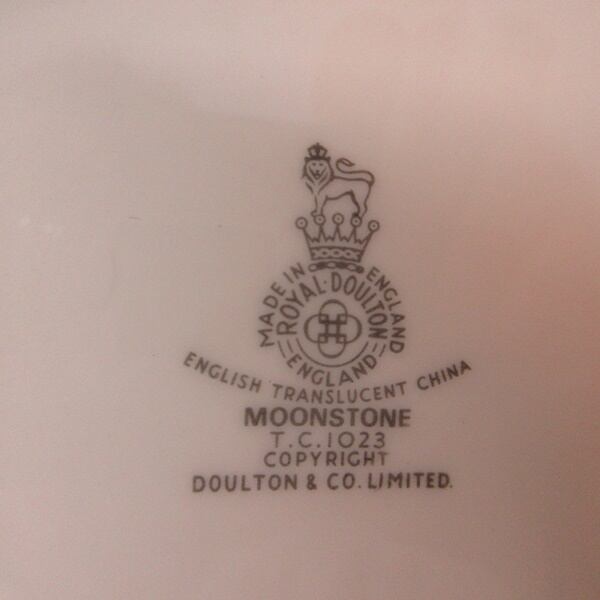 MADE IN ENGLAND
ROYAL·DOULTON
ENGLAND
ENGLISH TRANSLUCENT CHINA
MOONSTONE
T.C.1023
COPYRIGHT
DOULTON & CO. LIMITED.